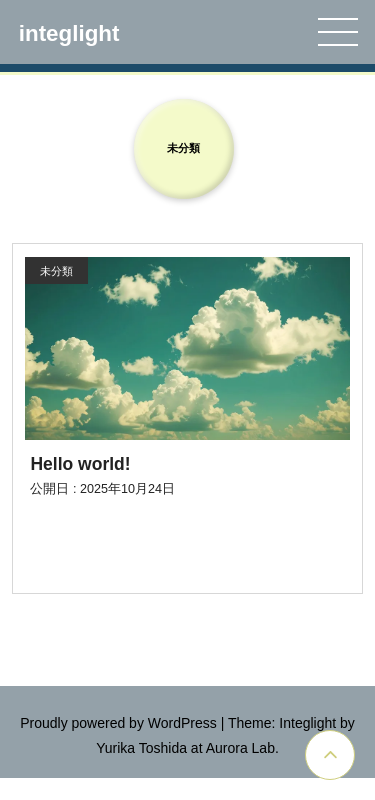 integlight
未分類
未分類
Hello world!
公開日 : 2025年10月24日
Proudly powered by WordPress | Theme: Integlight by
Yurika Toshida at Aurora Lab.